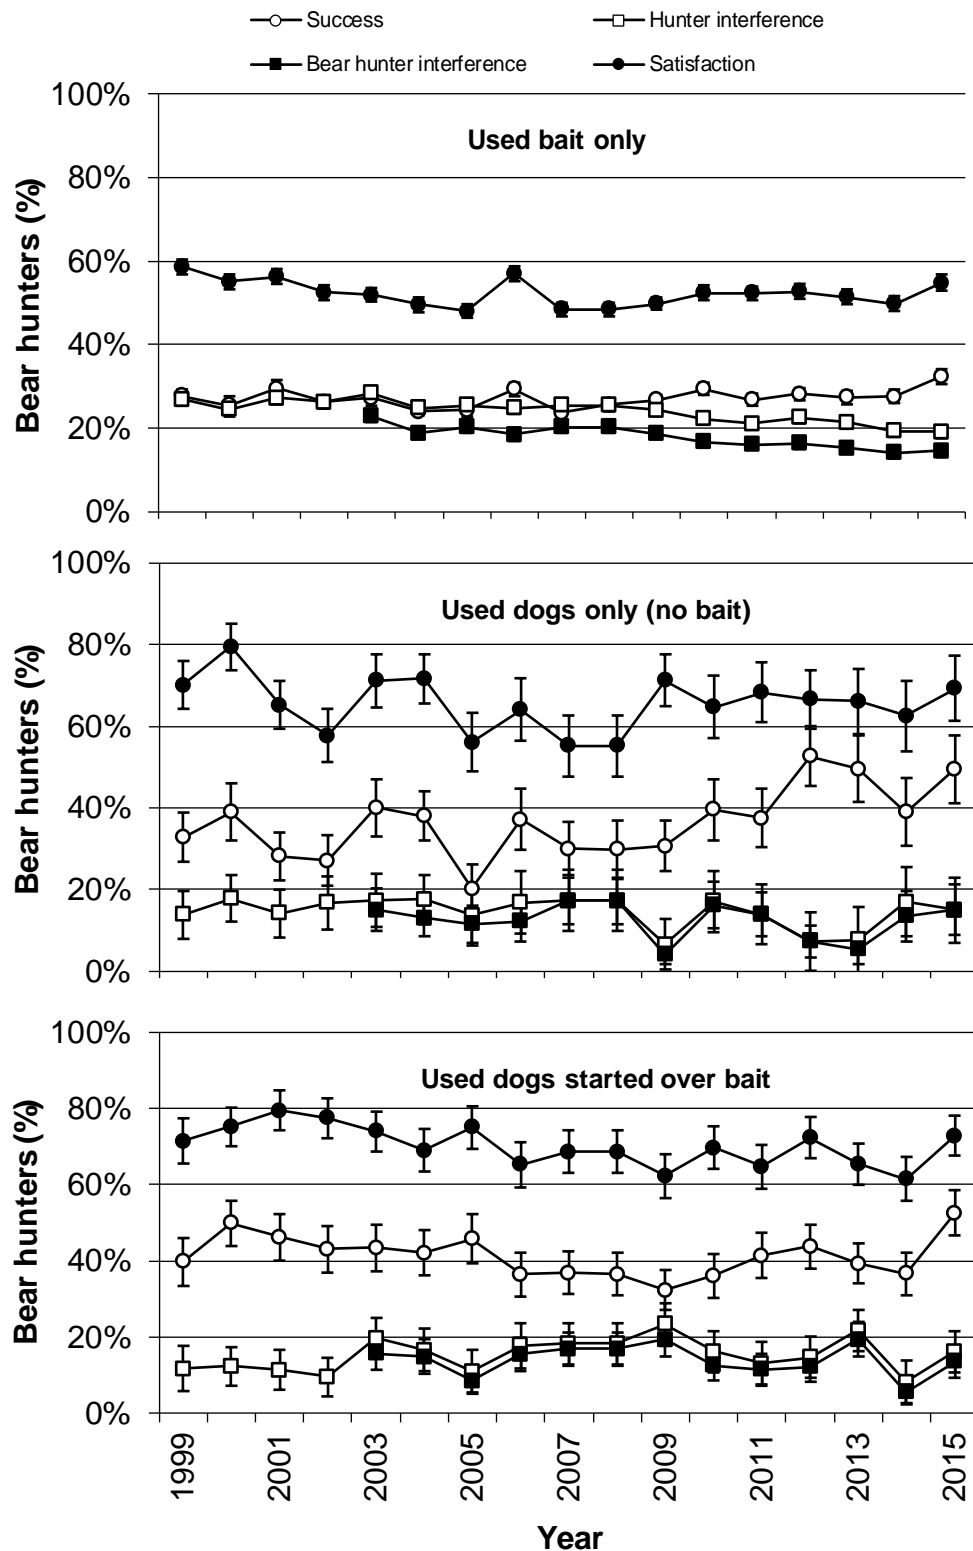 Success
Hunter interference
Bear hunter interference
Satisfaction
100%
Used bait only
80%
60%
40%
20%
0%
Bear hunters (%)
100%
Used dogs only (no bait)
80%
60%
40%
20%
0%
Bear hunters (%)
100%
Used dogs started over bait
80%
60%
40%
20%
0%
Bear hunters (%)
1999
2001
2003
2005
2007
2009
2011
2013
2015
Year